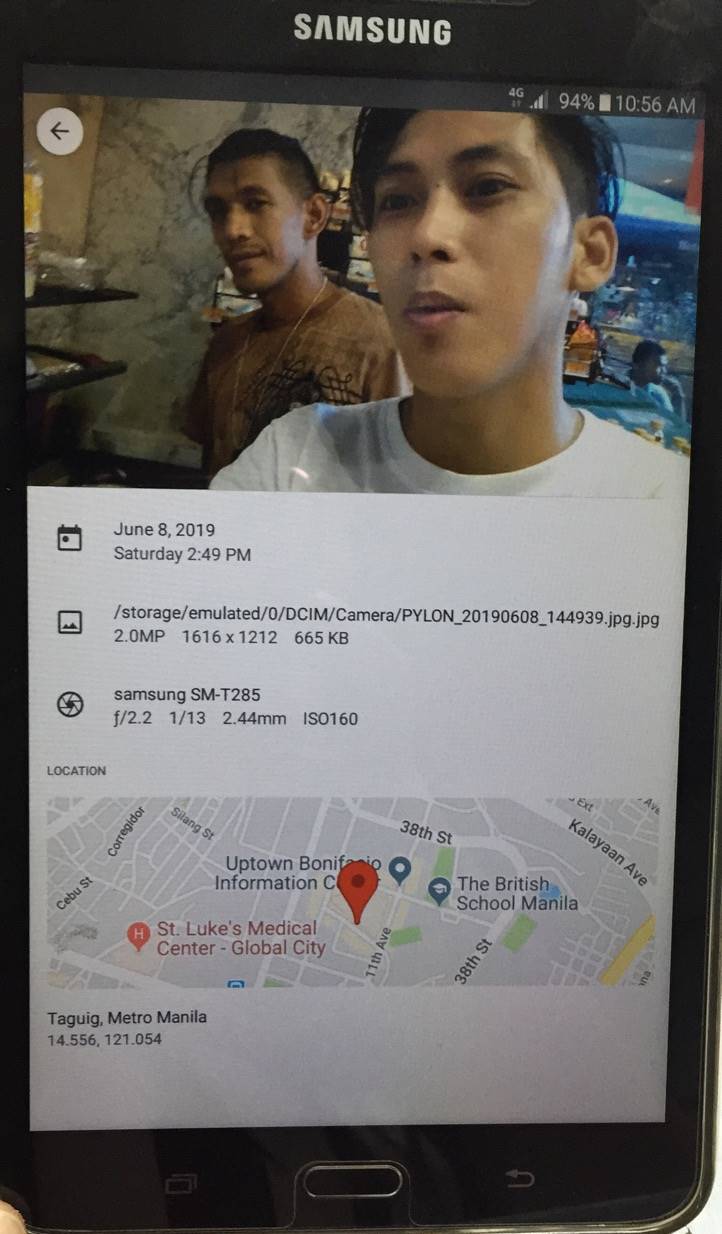 SAMSUNG
4G 94% 10:56 AM
June 8, 2019
Saturday 2:49 PM
/storage/emulated/0/DCIM/Camera/PYLON_20190608_144939.jpg.jpg
2.0MP 1616 x 1212 665 KB
samsung SM-T285
ƒ/2.2 1/13 2.44mm ISO160
LOCATION
Corregidor
Silang St
38th St
Ext
Ave
Kalayaan Ave
Cebu St
Uptown Bonifacio
Information
The British
School Manila
H
St. Luke's Medical
Center - Global City
11th Ave
38th St
Taguig, Metro Manila
14.556, 121.054